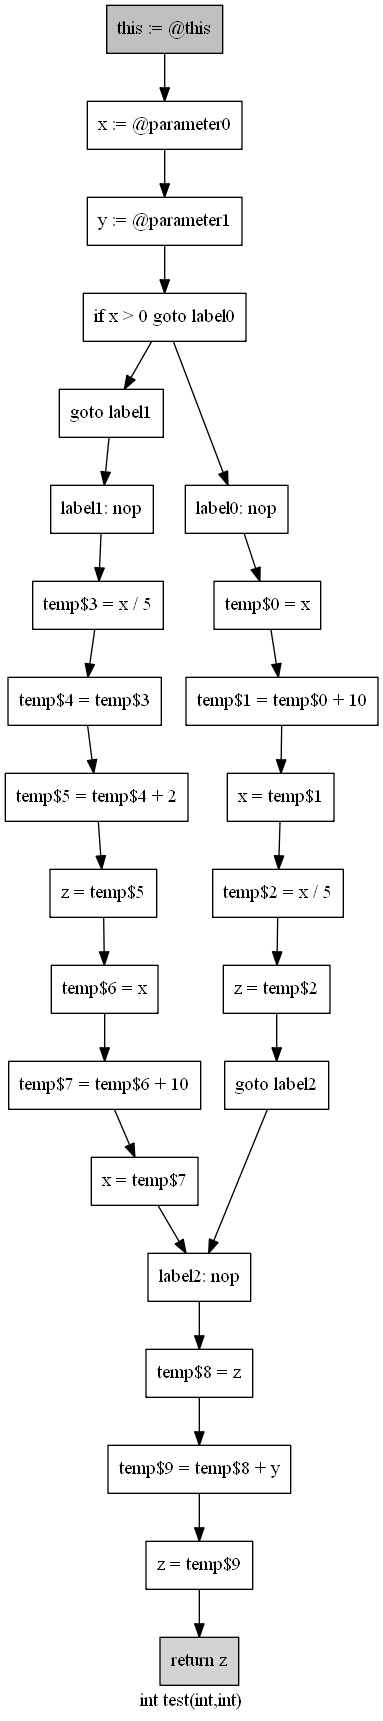 this := @this
x := @parameter0
y := @parameter1
if x > 0 goto label0
goto label1
label1: nop
label0: nop
temp$3 = x / 5
temp$0 = x
temp$4 = temp$3
temp$1 = temp$0 + 10
temp$5 = temp$4 + 2
x = temp$1
z = temp$5
temp$2 = x / 5
temp$6 = x
z = temp$2
temp$7 = temp$6 + 10
goto label2
x = temp$7
label2: nop
temp$8 = z
temp$9 = temp$8 + y
z = temp$9
return z
int test(int,int)